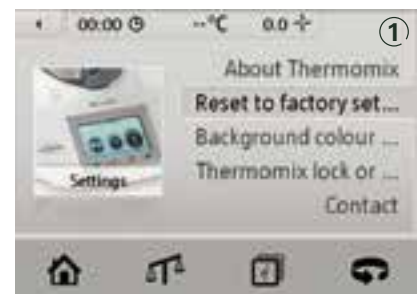 00:00 --°C 0.0
1
About Thermomix
Reset to factory set...
Background colour ...
Thermomix lock or ...
Contact
Settings